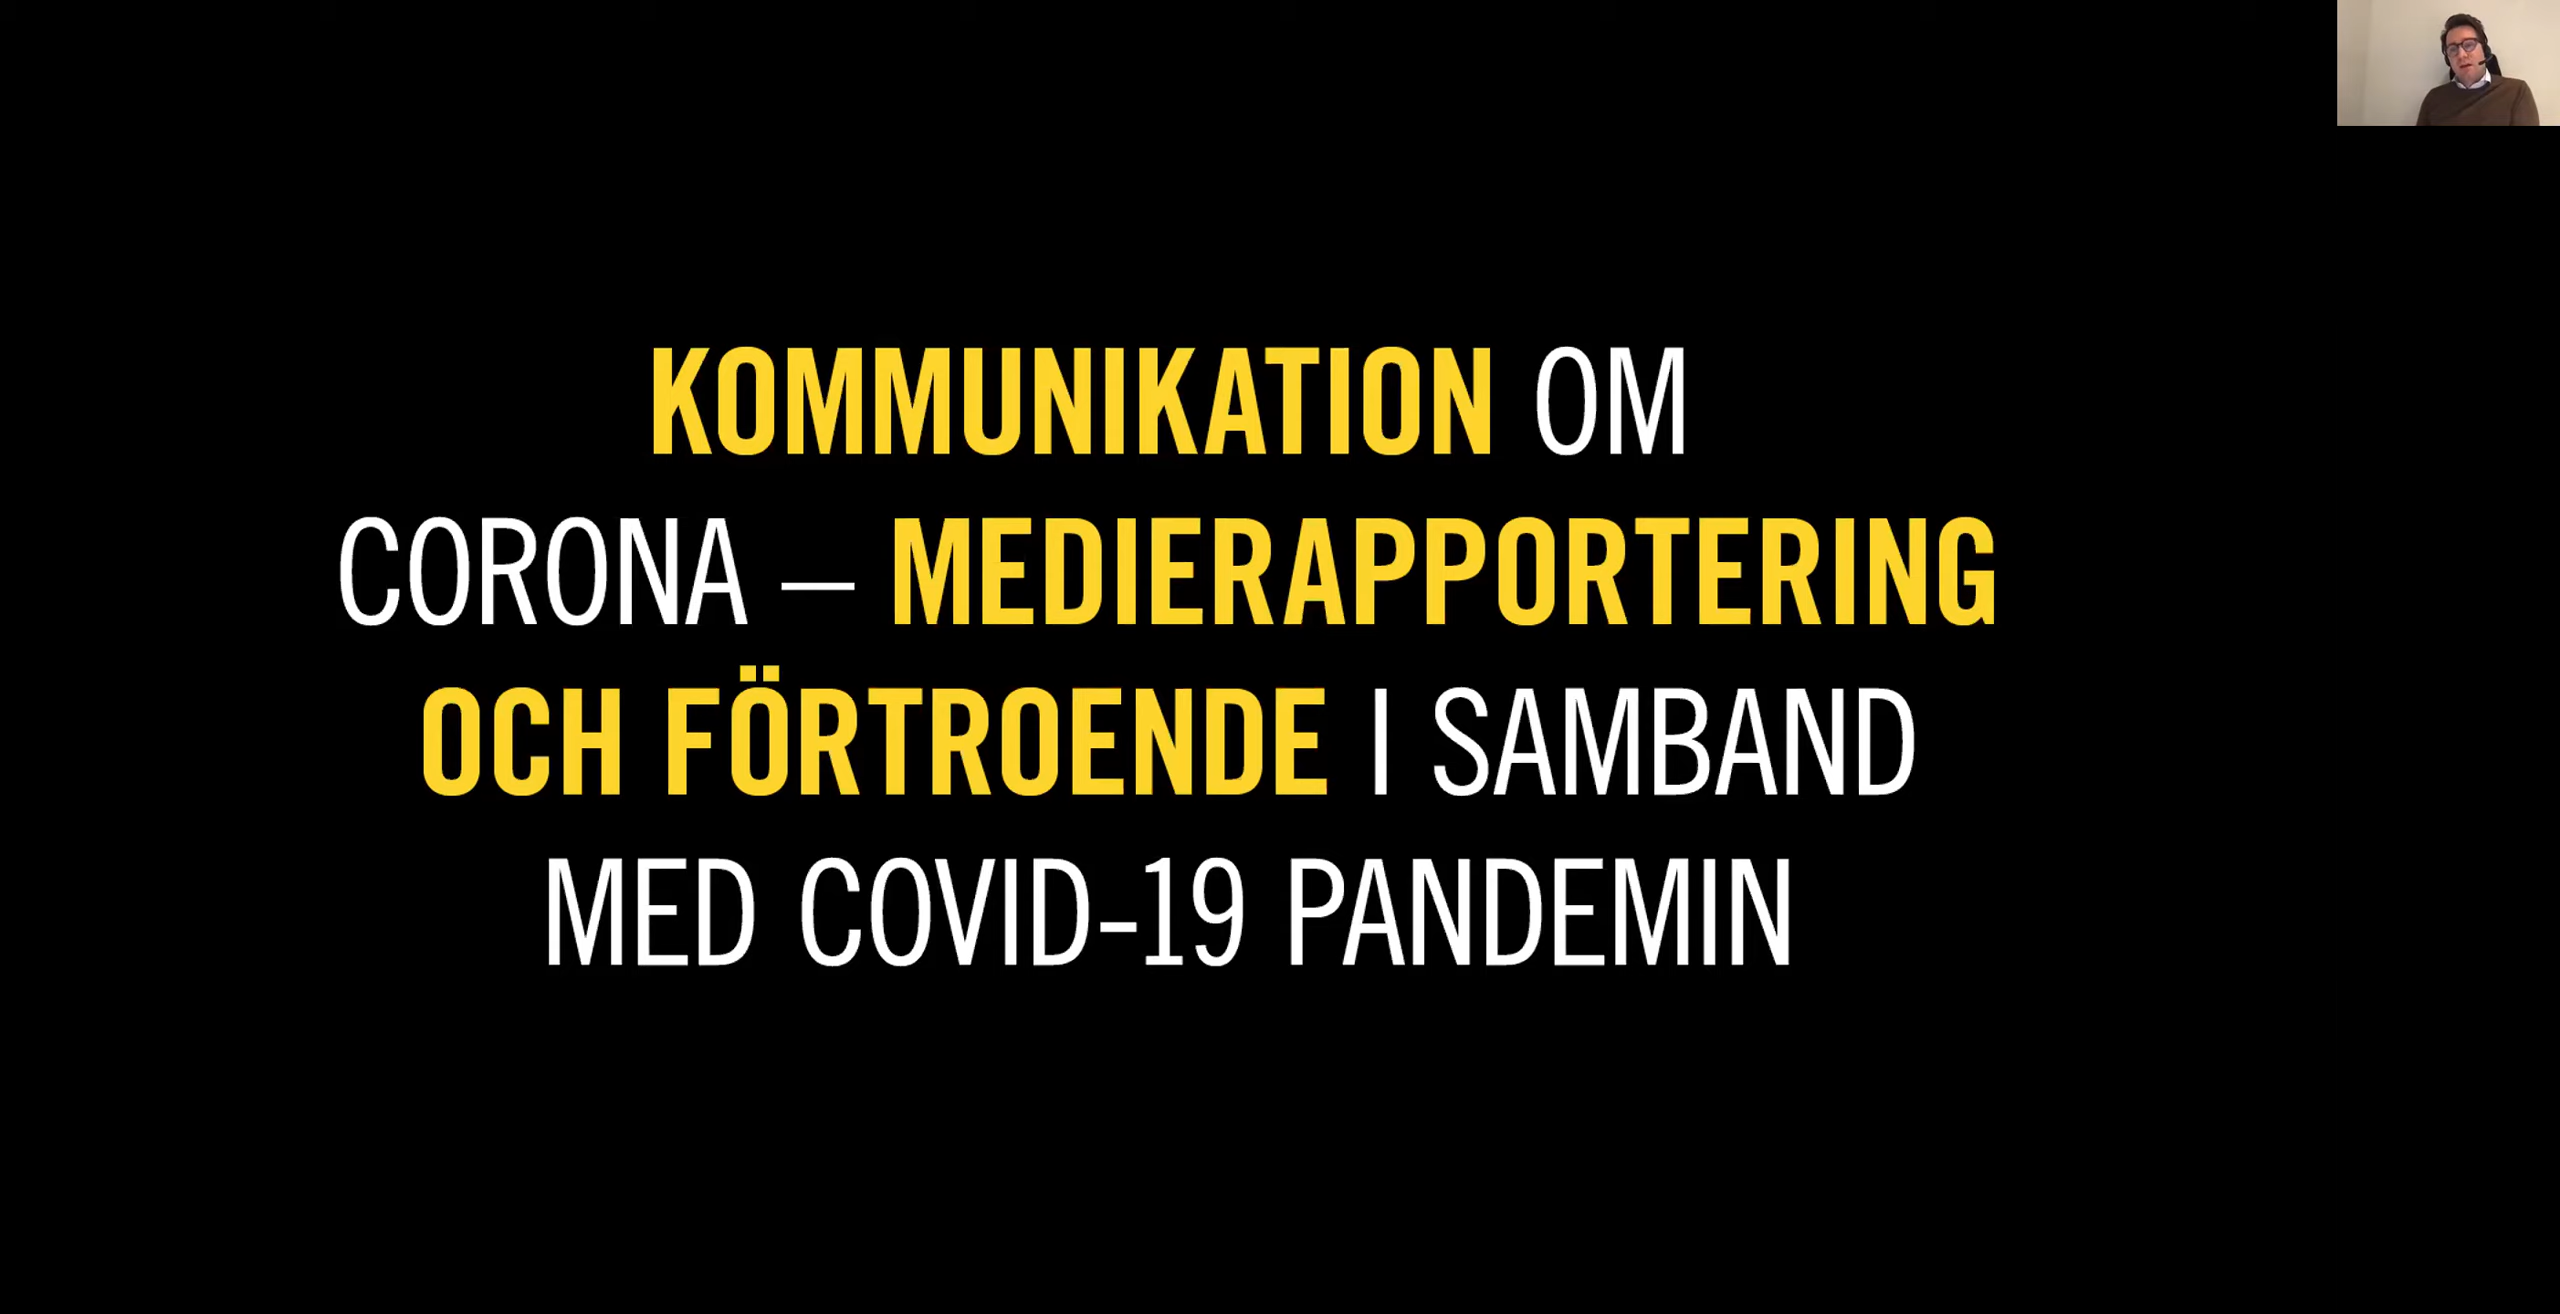 KOMMUNIKATION OM
CORONA – MEDIERAPPORTERING
OCH FÖRTROENDE I SAMBAND
MED COVID-19 PANDEMIN